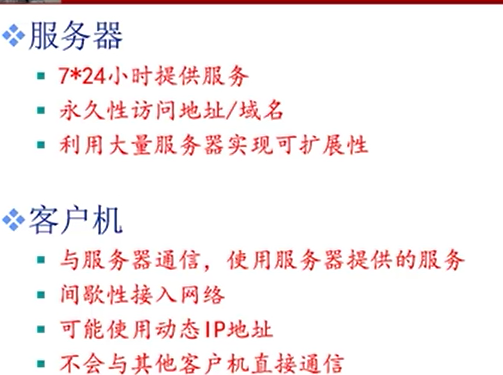 服务器
7*24小时提供服务
永久性访问地址/域名
利用大量服务器实现可扩展性
客户机
与服务器通信，使用服务器提供的服务
间歇性接入网络
可能使用动态IP地址
不会与其他客户机直接通信